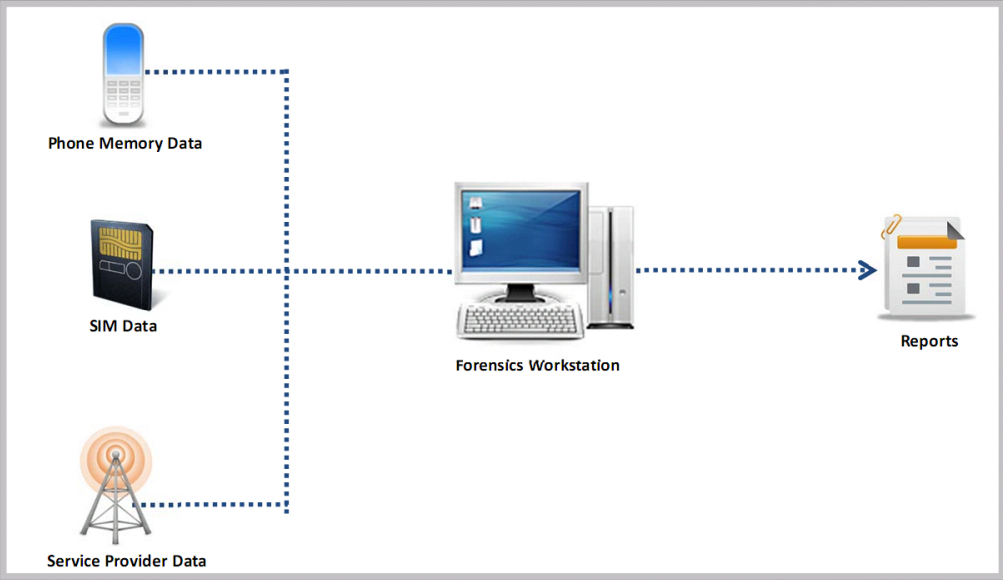 Phone Memory Data
SIM Data
Forensics Workstation
Reports
Service Provider Data